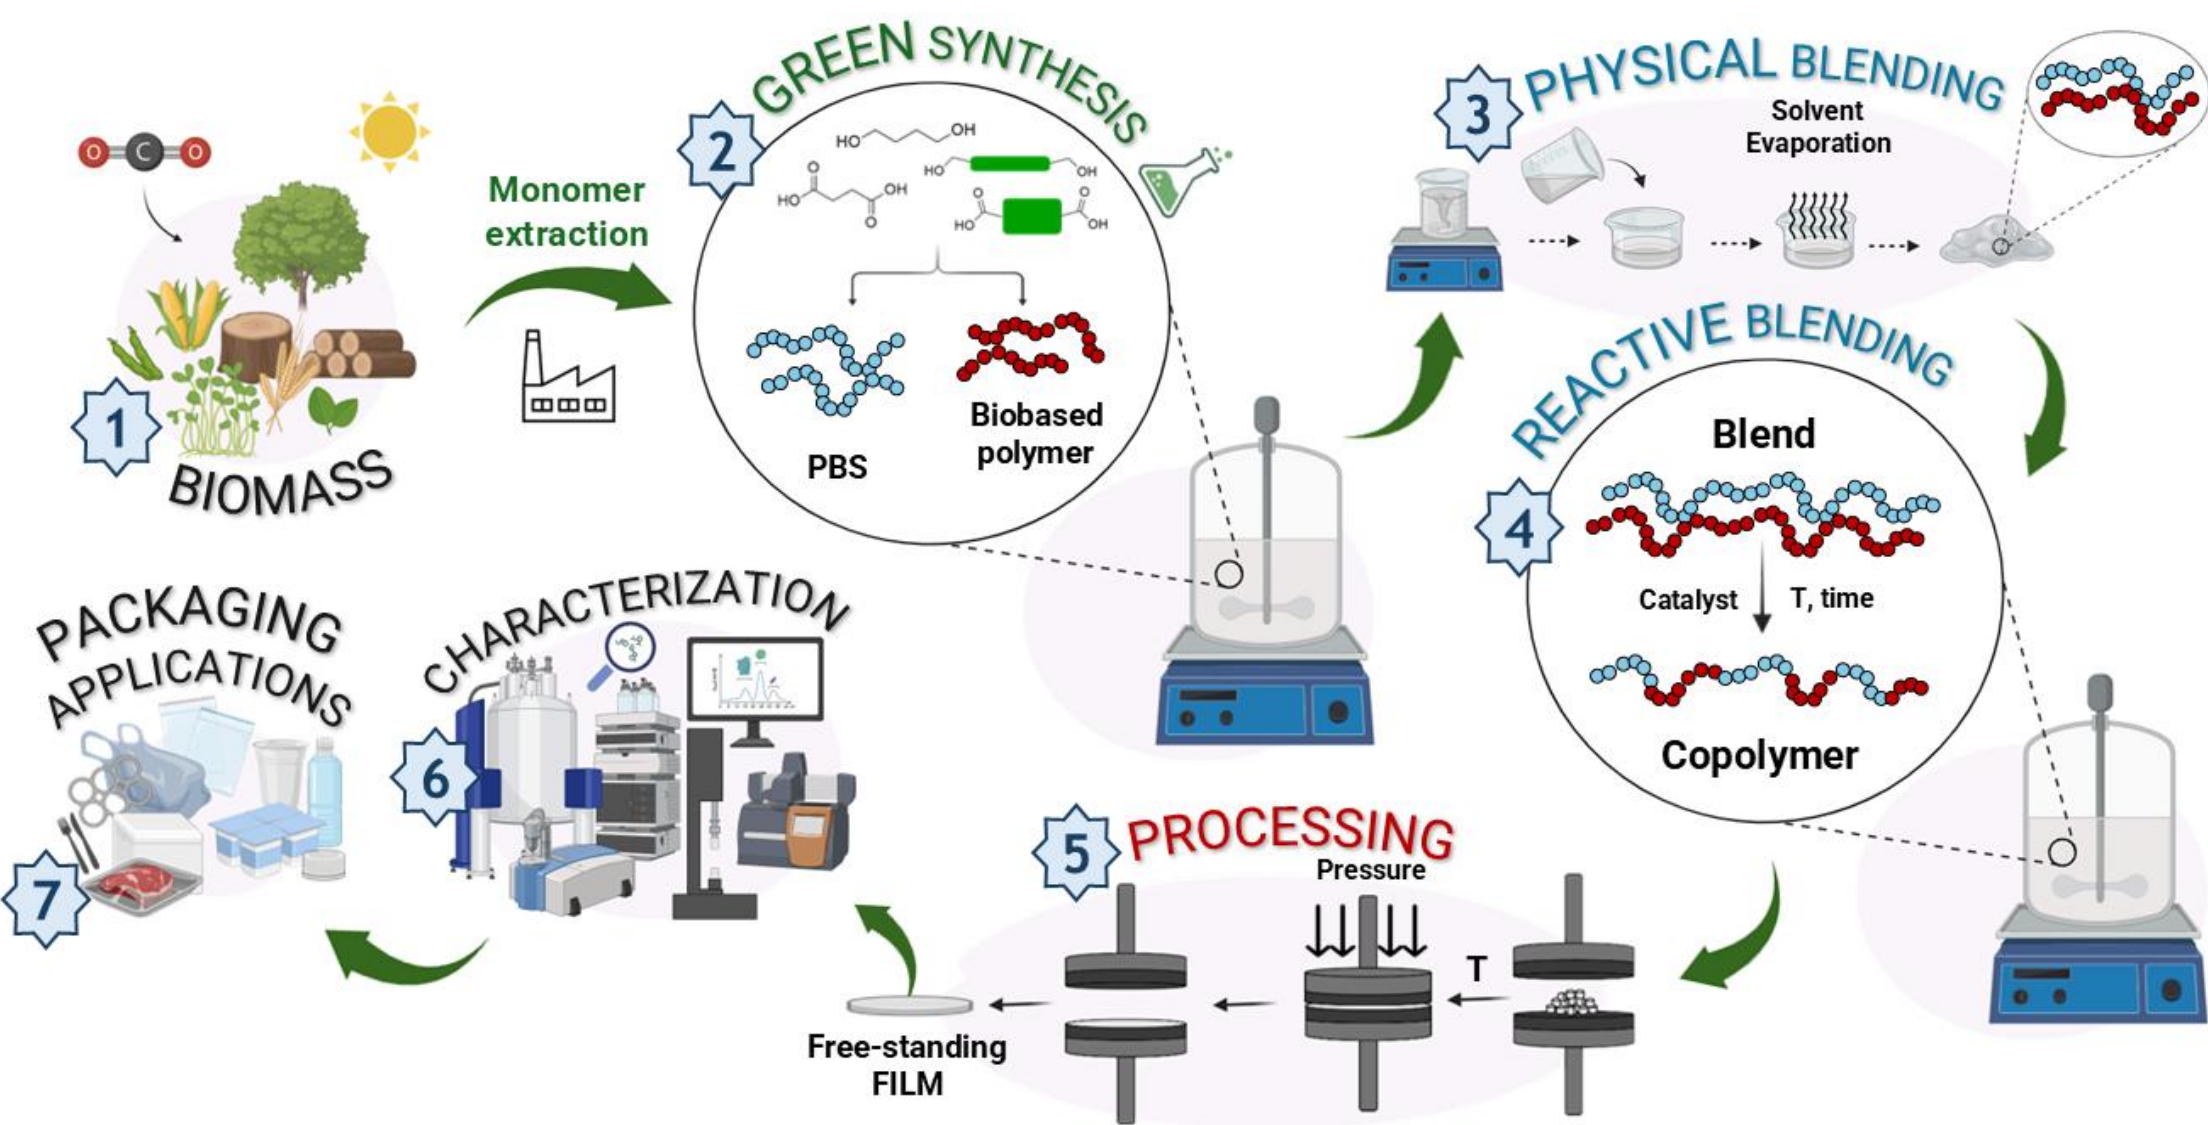 O C O
1
BIOMASS
Monomer
extraction
2
GREEN SYNTHESIS
HO OH
HO OH
O
HO OH
O
O O
HO OH
PBS
Biobased
polymer
3
PHYSICAL BLENDING
Solvent
Evaporation
REACTIVE BLENDING
4
Blend
Catalyst T, time
Copolymer
5
PROCESSING
Pressure
T
Free-standing
FILM
6
CHARACTERIZATION
7
PACKAGING
APPLICATIONS